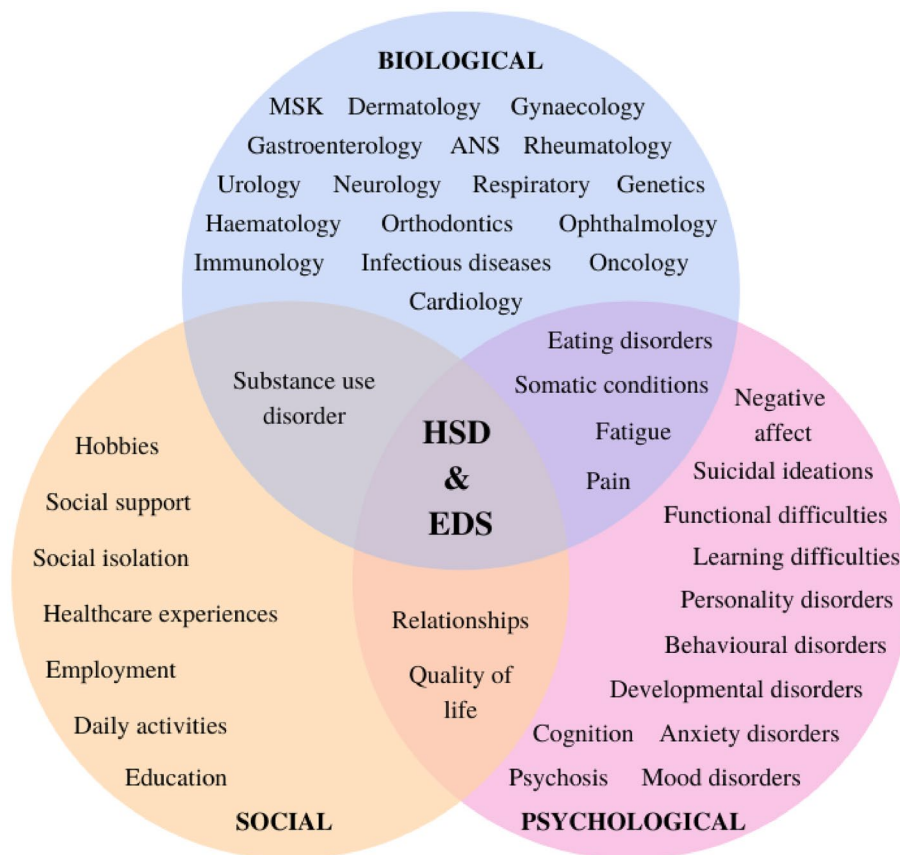 BIOLOGICAL
MSK Dermatology Gynaecology
Gastroenterology ANS Rheumatology
Urology Neurology Respiratory Genetics
Haematology Orthodontics Ophthalmology
Immunology Infectious diseases Oncology
Cardiology
Eating disorders
Somatic conditions
Fatigue
Pain
Substance use
disorder
HSD
&
EDS
Negative
affect
Suicidal ideations
Functional difficulties
Learning difficulties
Personality disorders
Behavioural disorders
Developmental disorders
Cognition Anxiety disorders
Psychosis Mood disorders
PSYCHOLOGICAL
Relationships
Quality of
life
Hobbies
Social support
Social isolation
Healthcare experiences
Employment
Daily activities
Education
SOCIAL